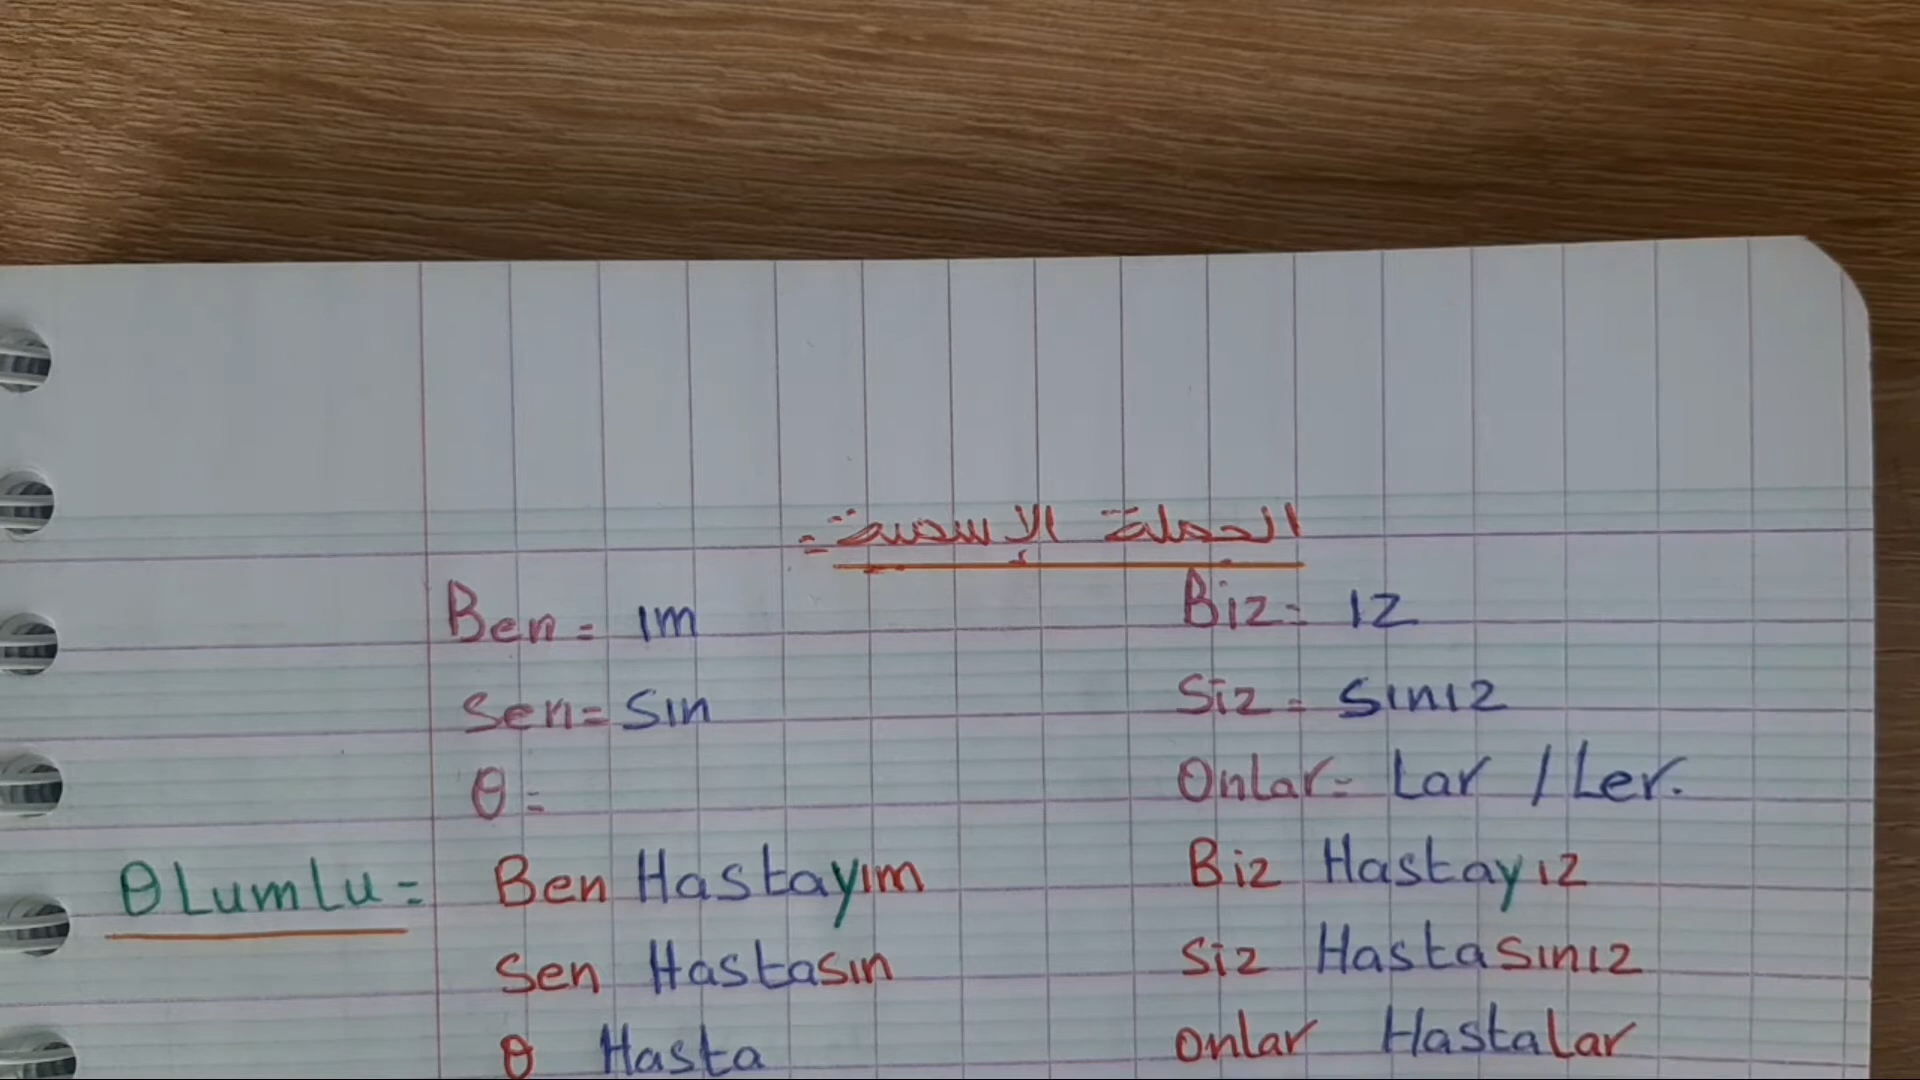 الجملة الإسمية:
Ben = ım    Biz = ız
Sen = sın    Siz = sınız
O =    Onlar = Lar / Ler.
OLumLu = Ben Hastayım    Biz Hastayız
Sen Hastasın    Siz Hastasınız
O Hasta    Onlar Hastalar